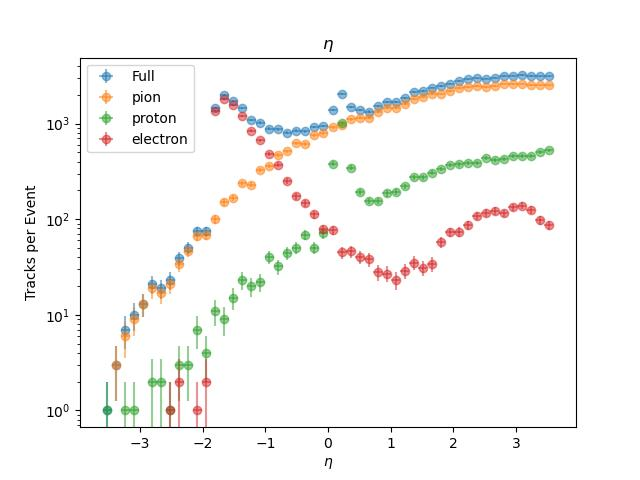 η
Full
pion
proton
electron
Tracks per Event
10³
10²
10¹
10⁰
−3 −2 −1 0 1 2 3
η